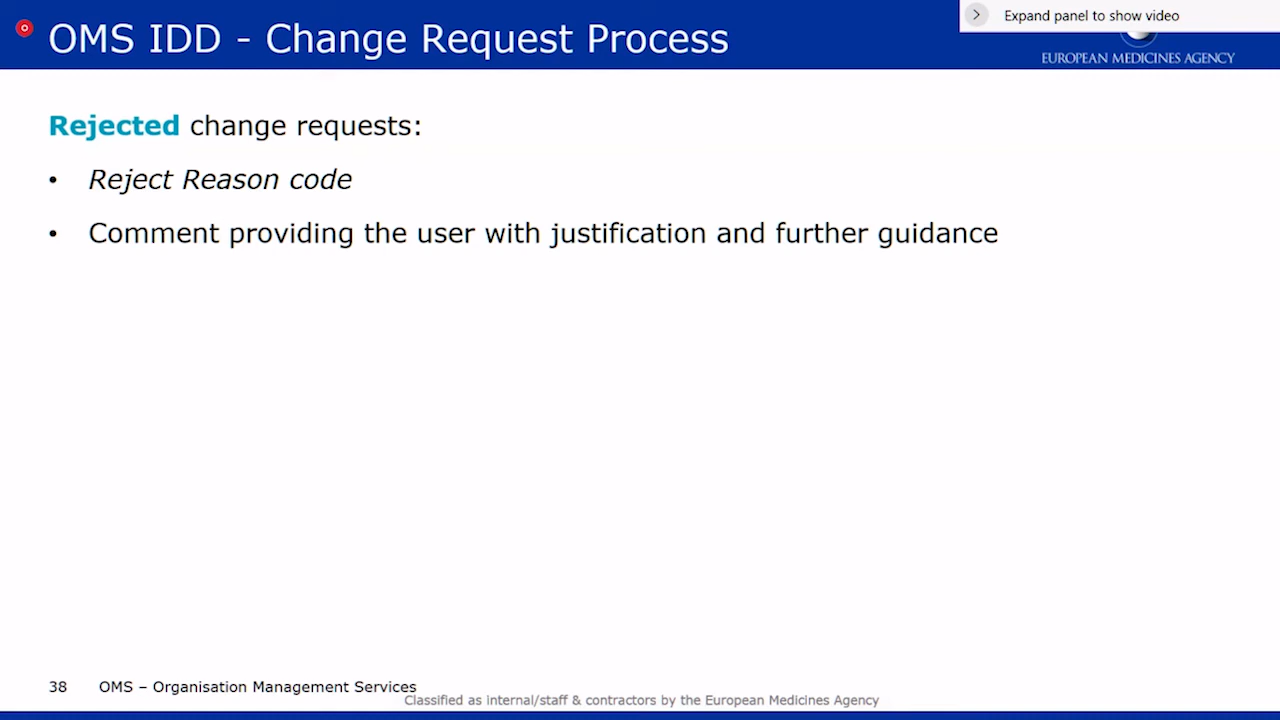 OMS IDD - Change Request Process
Expand panel to show video
EUROPEAN MEDICINES AGENCY
Rejected change requests:
• Reject Reason code
• Comment providing the user with justification and further guidance
38 OMS – Organisation Management Services
Classified as internal/staff & contractors by the European Medicines Agency